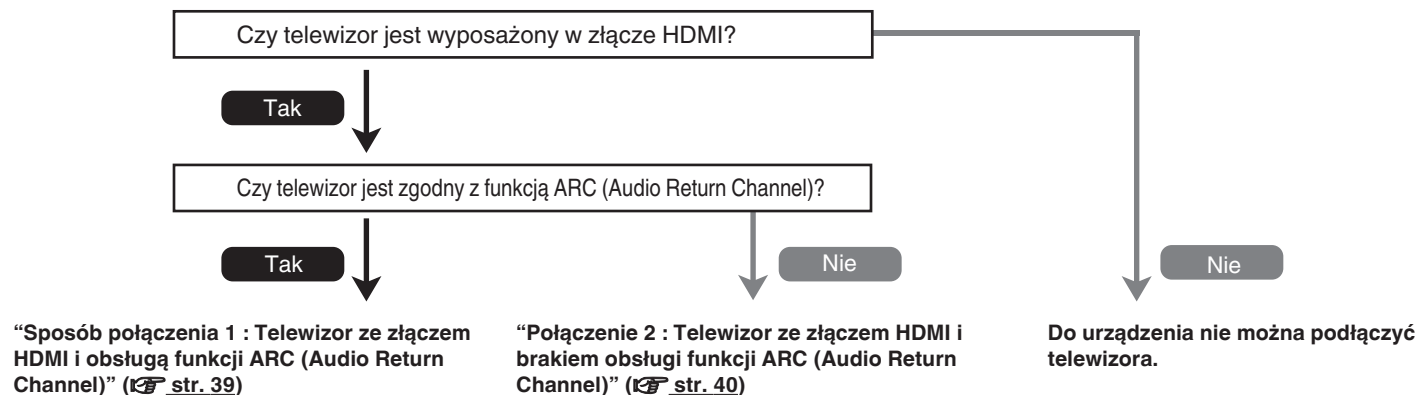 Czy telewizor jest wyposażony w złącze HDMI?
Tak
Czy telewizor jest zgodny z funkcją ARC (Audio Return Channel)?
Tak
Nie
Nie
“Sposób połączenia 1 : Telewizor ze złączem
HDMI i obsługą funkcji ARC (Audio Return
Channel)” (☞ str. 39)
“Połączenie 2 : Telewizor ze złączem HDMI i
brakiem obsługi funkcji ARC (Audio Return
Channel)” (☞ str. 40)
Do urządzenia nie można podłączyć
telewizora.